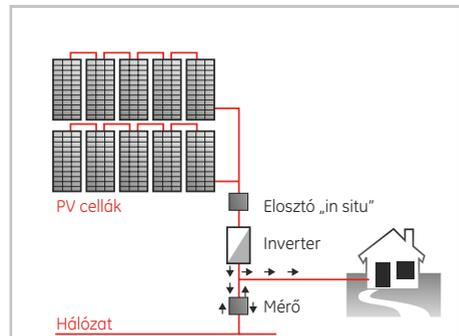 PV cellák
Elosztó „in situ”
Inverter
Mérő
Hálózat